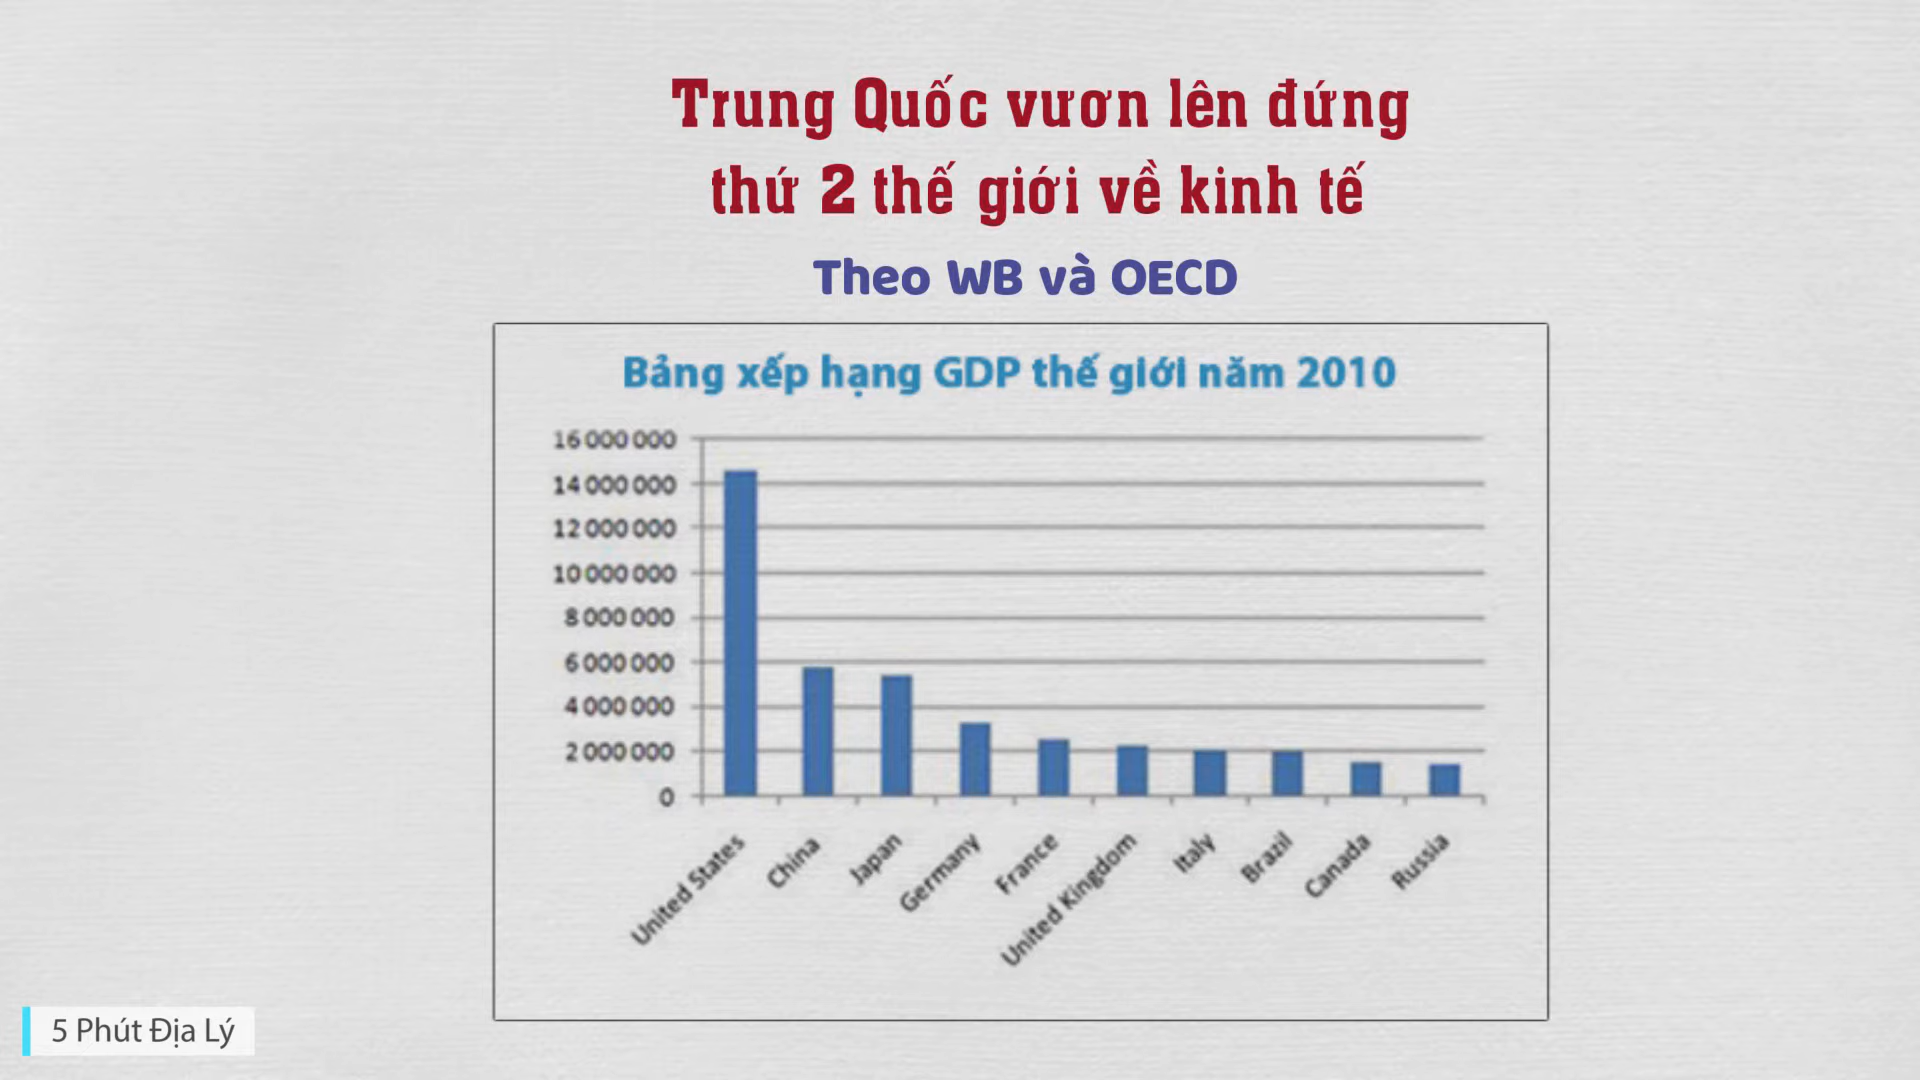 Trung Quốc vươn lên đứng
thứ 2 thế giới về kinh tế
Theo WB và OECD
Bảng xếp hạng GDP thế giới năm 2010
16 000 000
14 000 000
12 000 000
10 000 000
8 000 000
6 000 000
4 000 000
2 000 000
0
United States
China
Japan
Germany
France
United Kingdom
Italy
Brazil
Canada
Russia
5 Phút Địa Lý